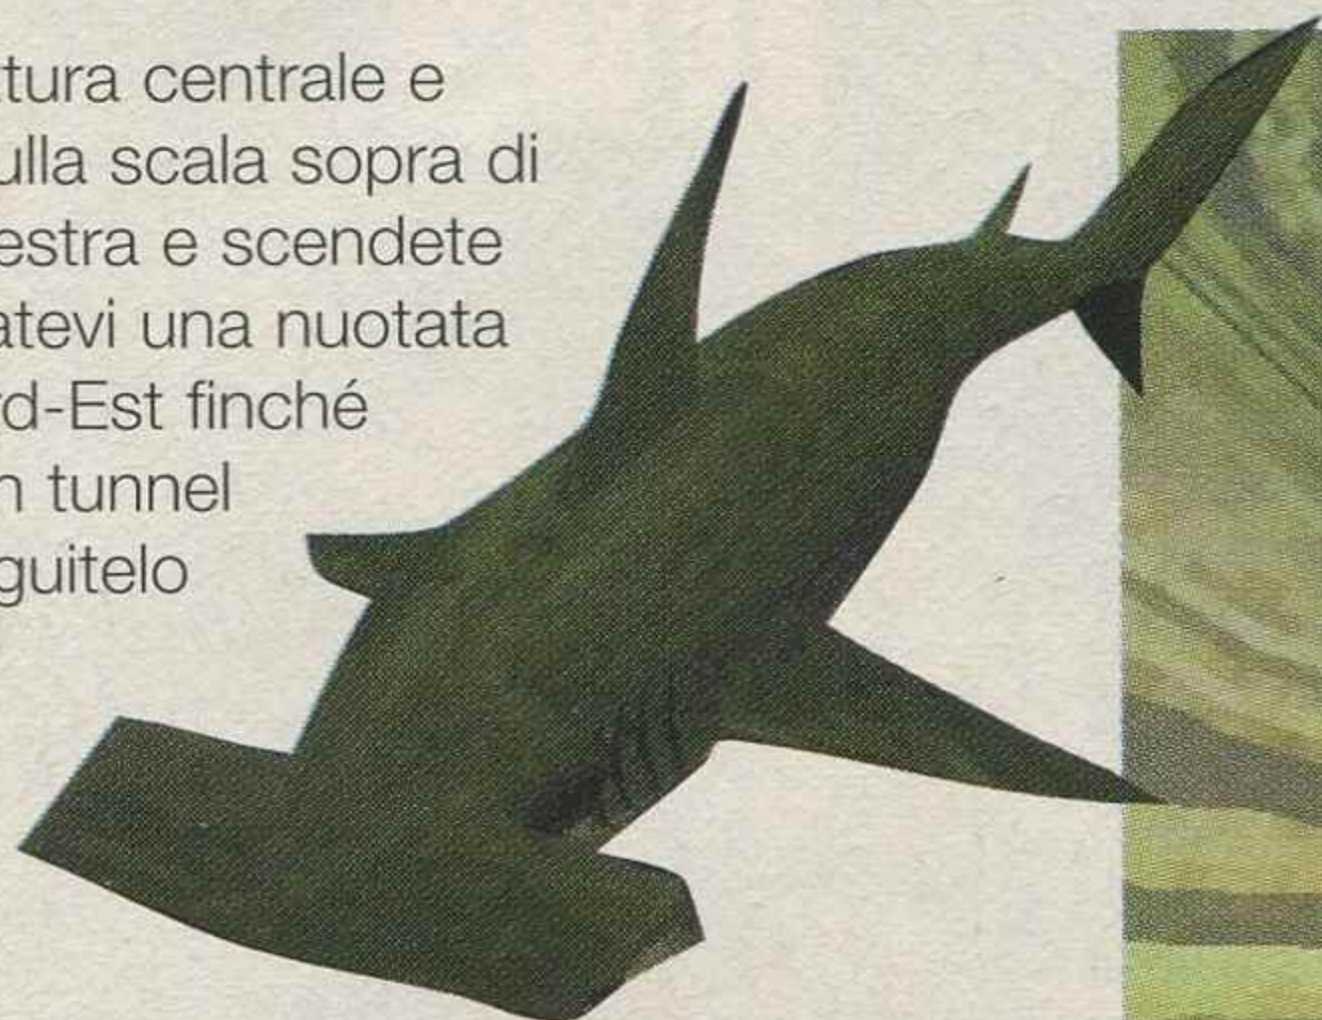 tura centrale e
ulla scala sopra di
estra e scendete
atevi una nuotata
rd-Est finché
n tunnel
guitelo